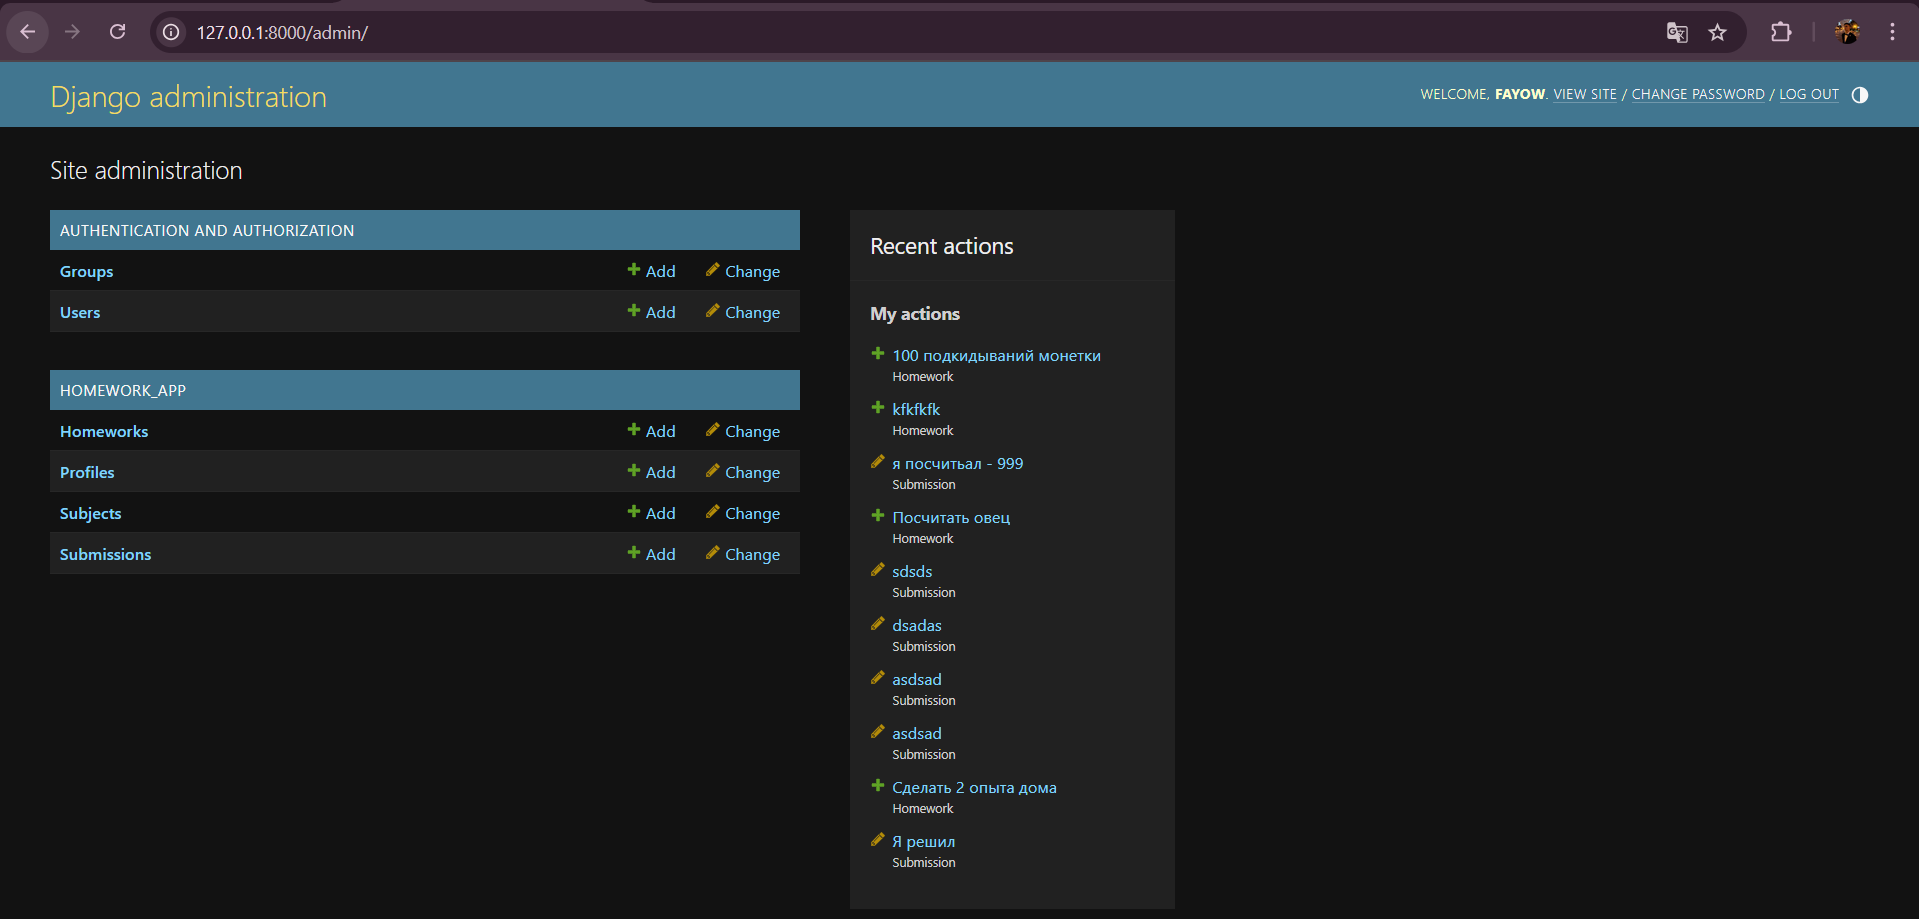 127.0.0.1:8000/admin/
Django administration
WELCOME, FAYOW. VIEW SITE / CHANGE PASSWORD / LOG OUT
Site administration
AUTHENTICATION AND AUTHORIZATION
Groups Add Change
Users Add Change
HOMEWORK_APP
Homeworks Add Change
Profiles Add Change
Subjects Add Change
Submissions Add Change
Recent actions
My actions
100 подкидываний монетки
Homework
kfkfkfk
Homework
я посчитьал - 999
Submission
Посчитать овец
Homework
sdsds
Submission
dsadas
Submission
asdsad
Submission
asdsad
Submission
Сделать 2 опыта дома
Homework
Я решил
Submission